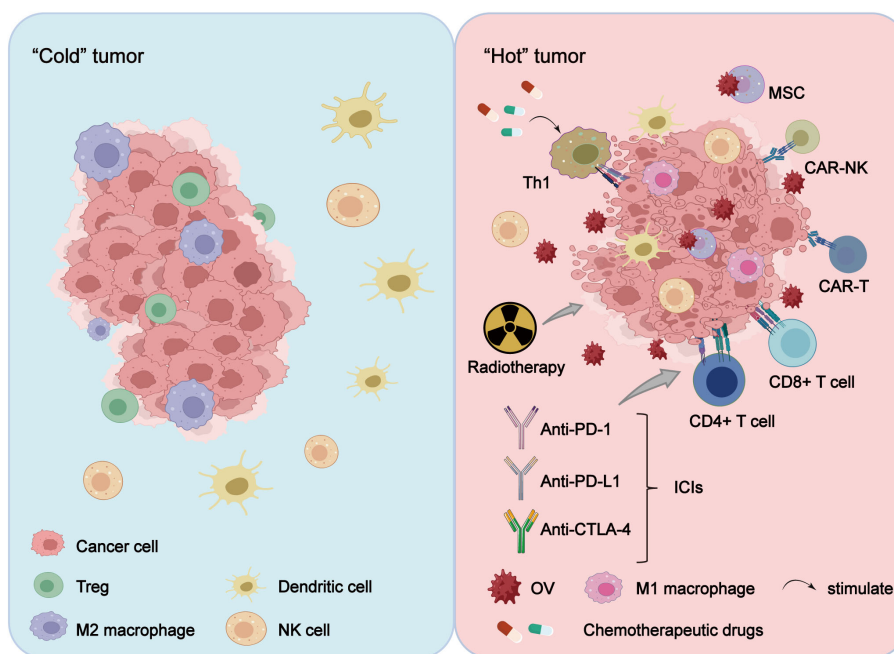 “Cold” tumor
Cancer cell
Treg
Dendritic cell
M2 macrophage
NK cell
“Hot” tumor
MSC
Th1
CAR-NK
CAR-T
Radiotherapy
CD8+ T cell
CD4+ T cell
Anti-PD-1
Anti-PD-L1
ICIs
Anti-CTLA-4
OV
M1 macrophage
stimulate
Chemotherapeutic drugs